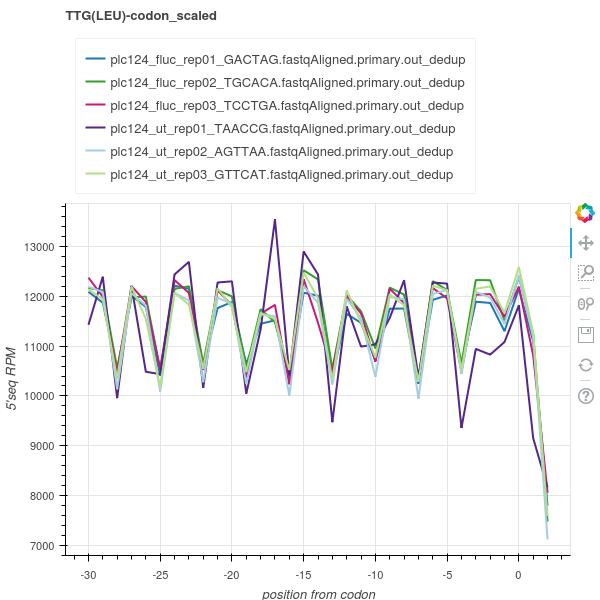 TTG(LEU)-codon_scaled
plc124_fluc_rep01_GACTAG.fastqAligned.primary.out_dedup
plc124_fluc_rep02_TGCACA.fastqAligned.primary.out_dedup
plc124_fluc_rep03_TCCTGA.fastqAligned.primary.out_dedup
plc124_ut_rep01_TAACCG.fastqAligned.primary.out_dedup
plc124_ut_rep02_AGTTAA.fastqAligned.primary.out_dedup
plc124_ut_rep03_GTTCAT.fastqAligned.primary.out_dedup
13000
12000
11000
10000
9000
8000
7000
5'seq RPM
-30 -25 -20 -15 -10 -5 0
position from codon